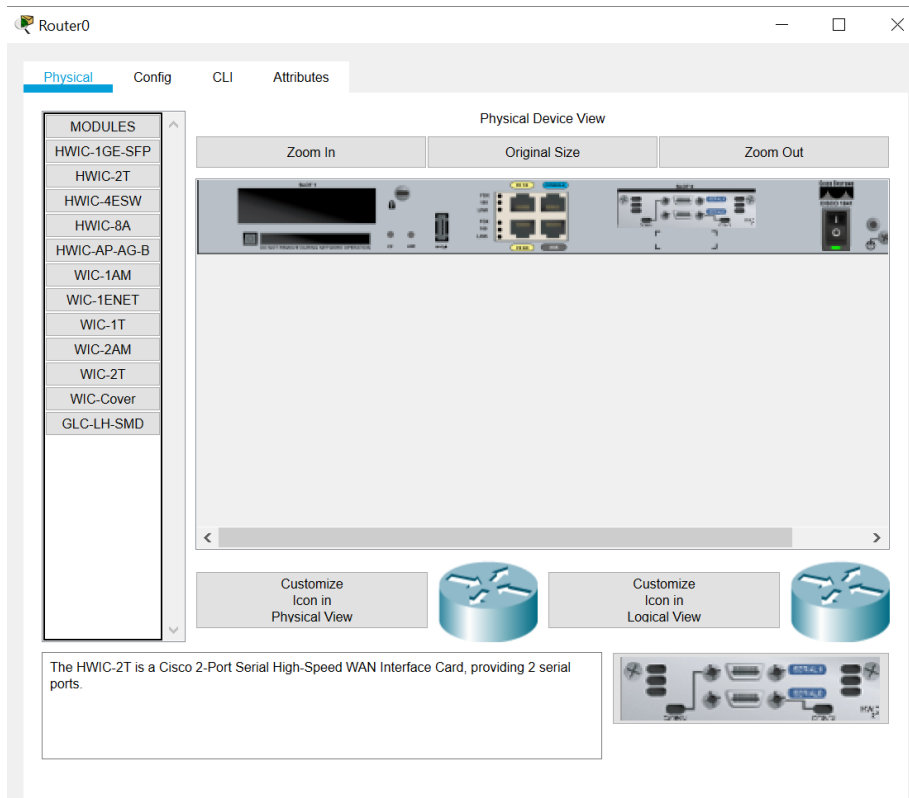 Router0
Physical Config CLI Attributes
MODULES
HWIC-1GE-SFP
HWIC-2T
HWIC-4ESW
HWIC-8A
HWIC-AP-AG-B
WIC-1AM
WIC-1ENET
WIC-1T
WIC-2AM
WIC-2T
WIC-Cover
GLC-LH-SMD
Physical Device View
Zoom In Original Size Zoom Out
Customize
Icon in
Physical View
Customize
Icon in
Logical View
The HWIC-2T is a Cisco 2-Port Serial High-Speed WAN Interface Card, providing 2 serial
ports.